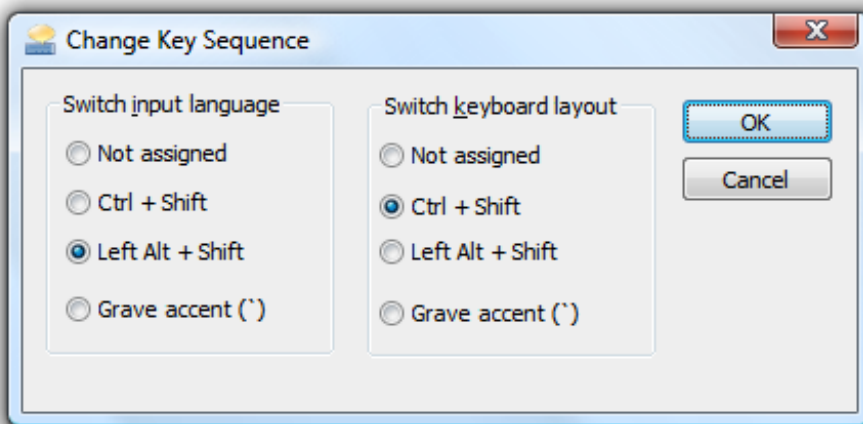 Change Key Sequence
Switch input language
Not assigned
Ctrl + Shift
Left Alt + Shift
Grave accent (`)
Switch keyboard layout
Not assigned
Ctrl + Shift
Left Alt + Shift
Grave accent (`)
OK
Cancel